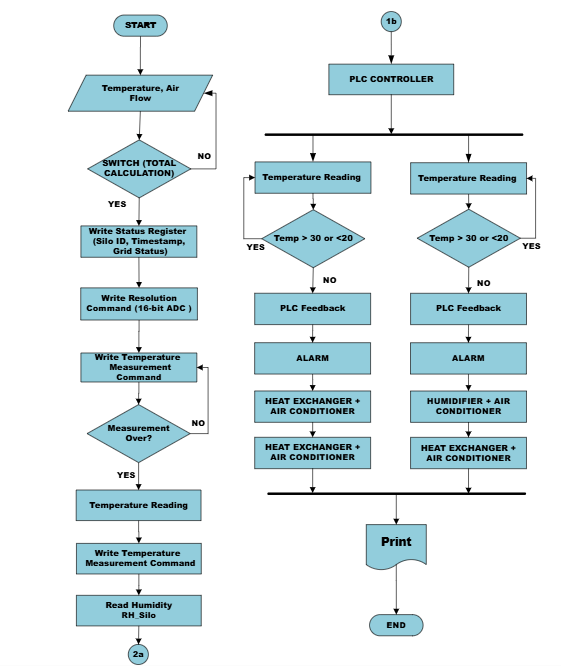 START
Temperature, Air
Flow
SWITCH (TOTAL
CALCULATION)
NO
YES
Write Status Register
(Silo ID, Timestamp,
Grid Status)
Write Resolution
Command (16-bit ADC )
Write Temperature
Measurement
Command
Measurement
Over?
NO
YES
Temperature Reading
Write Temperature
Measurement Command
Read Humidity
RH_Silo
2a
1b
PLC CONTROLLER
Temperature Reading
Temp > 30 or <20
YES
NO
PLC Feedback
ALARM
HEAT EXCHANGER +
AIR CONDITIONER
HEAT EXCHANGER +
AIR CONDITIONER
Temperature Reading
Temp > 30 or <20
YES
NO
PLC Feedback
ALARM
HUMIDIFIER + AIR
CONDITIONER
HEAT EXCHANGER +
AIR CONDITIONER
Print
END